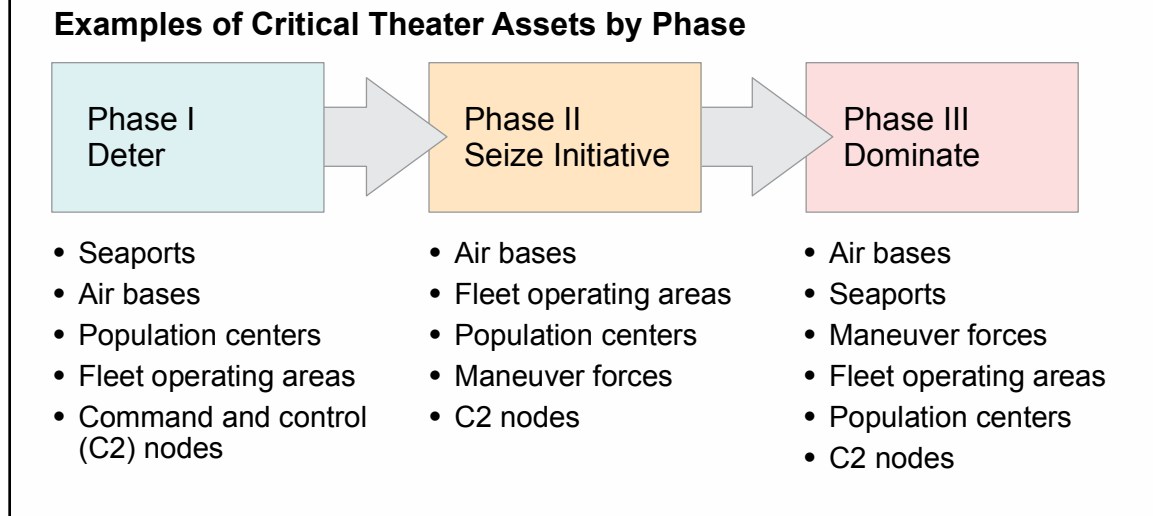 Examples of Critical Theater Assets by Phase
Phase I
Deter
Phase II
Seize Initiative
Phase III
Dominate
• Seaports
• Air bases
• Population centers
• Fleet operating areas
• Command and control
(C2) nodes
• Air bases
• Fleet operating areas
• Population centers
• Maneuver forces
• C2 nodes
• Air bases
• Seaports
• Maneuver forces
• Fleet operating areas
• Population centers
• C2 nodes